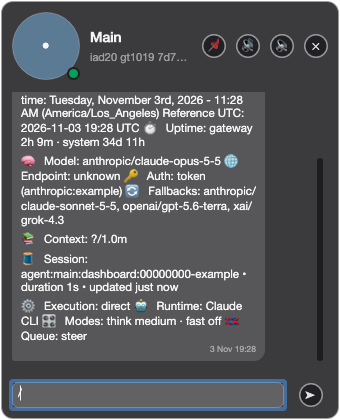 Main
iad20 gt1019 7d7...
time: Tuesday, November 3rd, 2026 - 11:28
AM (America/Los_Angeles) Reference UTC:
2026-11-03 19:28 UTC ⏱️ Uptime: gateway
2h 9m · system 34d 11h
🧠 Model: anthropic/claude-opus-5-5 🌐
Endpoint: unknown 🔑 Auth: token
(anthropic:example) 🔄 Fallbacks: anthropic/
claude-sonnet-5-5, openai/gpt-5.6-terra, xai/
grok-4.3
📚 Context: ?/1.0m
🧵 Session:
agent:main:dashboard:00000000-example •
duration 1s • updated just now
⚙️ Execution: direct 🤖 Runtime: Claude
CLI 🎛️ Modes: think medium · fast off 🪢
Queue: steer
3 Nov 19:28
/